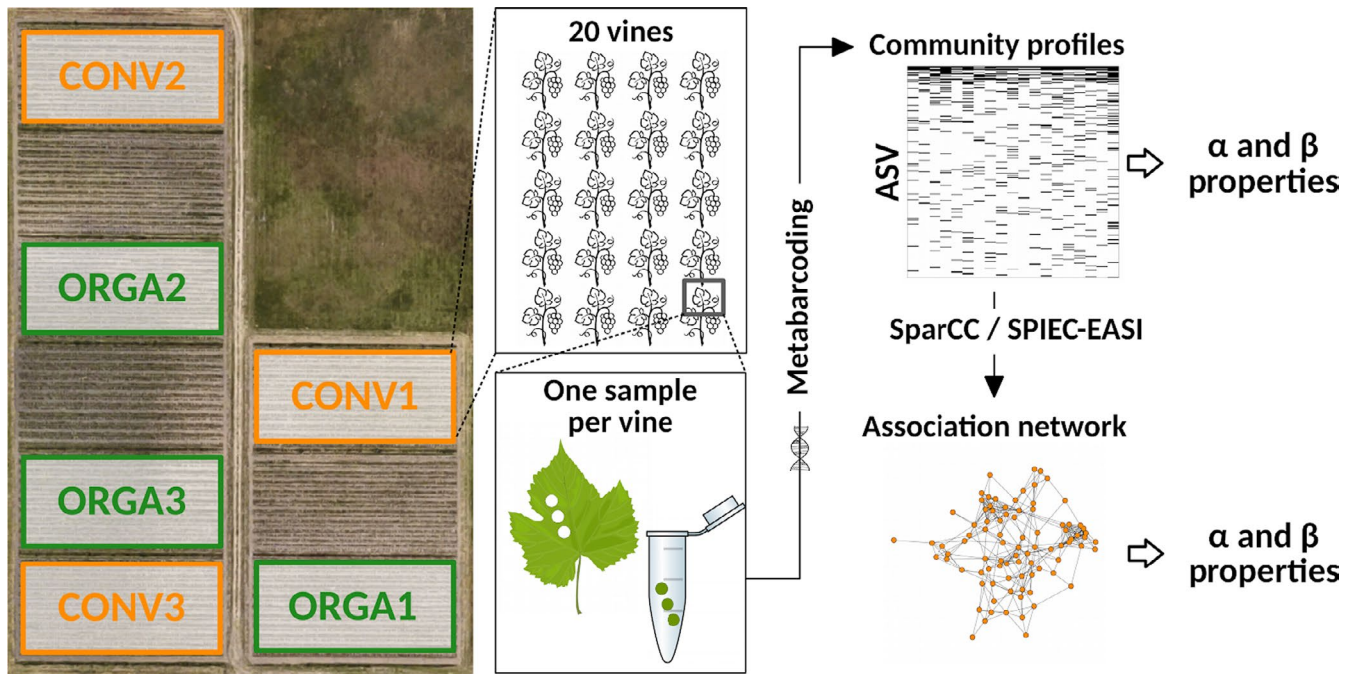 CONV2
ORGA2
ORGA3
CONV3
CONV1
ORGA1
20 vines
One sample
per vine
Metabarcoding
Community profiles
ASV
α and β
properties
SparCC / SPIEC-EASI
Association network
α and β
properties